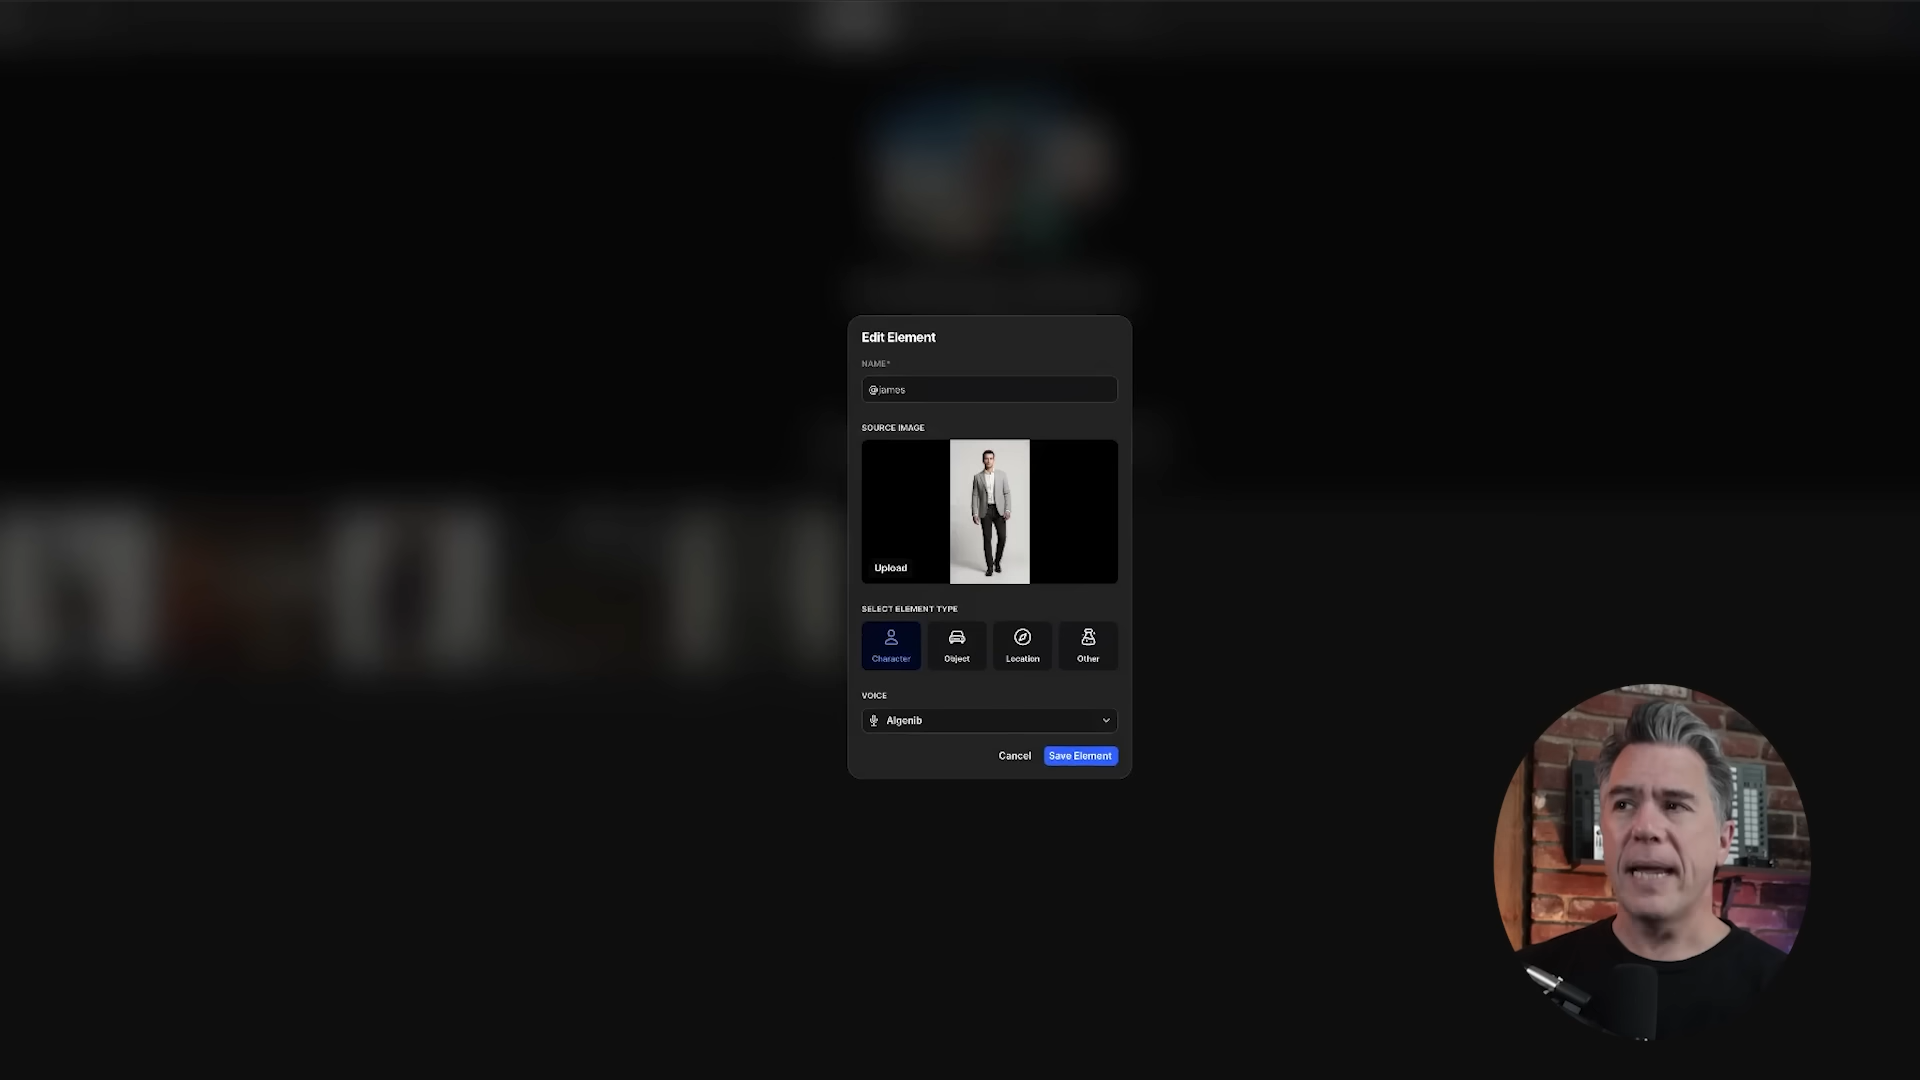 Edit Element
NAME*
@james
SOURCE IMAGE
Upload
SELECT ELEMENT TYPE
Character
Object
Location
Other
VOICE
Algenib
Cancel
Save Element